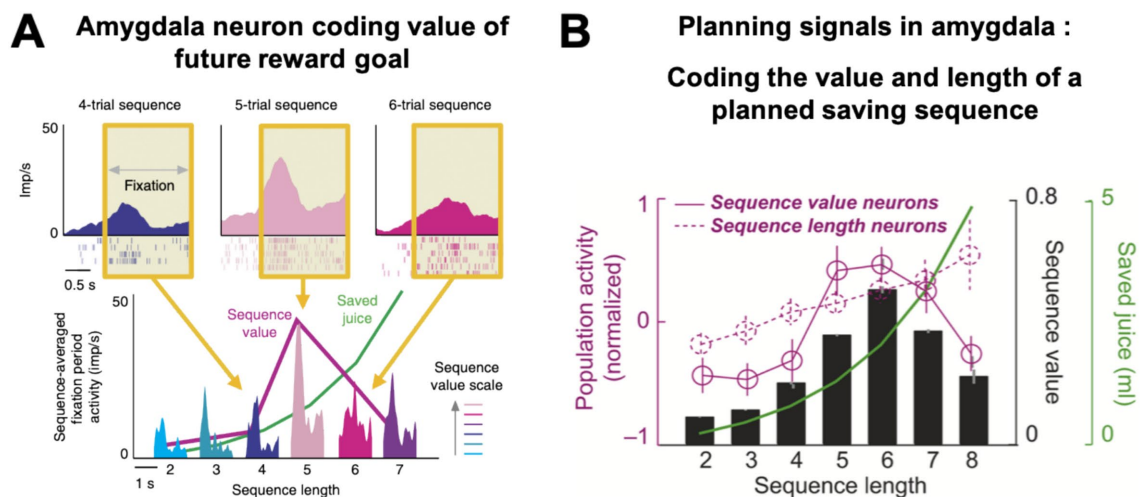 A
Amygdala neuron coding value of
future reward goal
4-trial sequence
5-trial sequence
6-trial sequence
50
Imp/s
0
Fixation
0.5 s
50
Sequence-averaged
fixation period
activity (imp/s)
0
Sequence
value
Saved
juice
Sequence
value scale
2 3 4 5 6 7
1 s
Sequence length
B
Planning signals in amygdala :
Coding the value and length of a
planned saving sequence
Population activity
(normalized)
1
0
–1
Sequence value neurons
Sequence length neurons
0.8
0
Sequence value
5
0
Saved juice (ml)
2 3 4 5 6 7 8
Sequence length